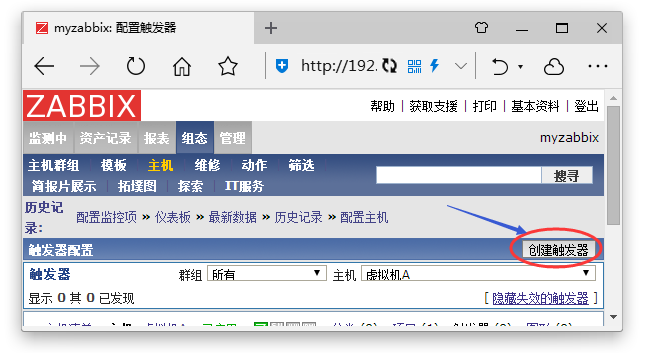 myzabbix: 配置触发器
http://192.
ZABBIX
帮助 | 获取支援 | 打印 | 基本资料 | 登出
监测中 资产记录 报表 组态 管理 myzabbix
主机群组 模板 主机 维修 动作 筛选
简报片展示 | 拓墣图 | 探索 | IT服务 搜寻
历史记录: 配置监控项 » 仪表板 » 最新数据 » 历史记录 » 配置主机
触发器配置 创建触发器
触发器 群组 所有 主机 虚拟机A
显示 0 其 0 已发现 [ 隐藏失效的触发器 ]